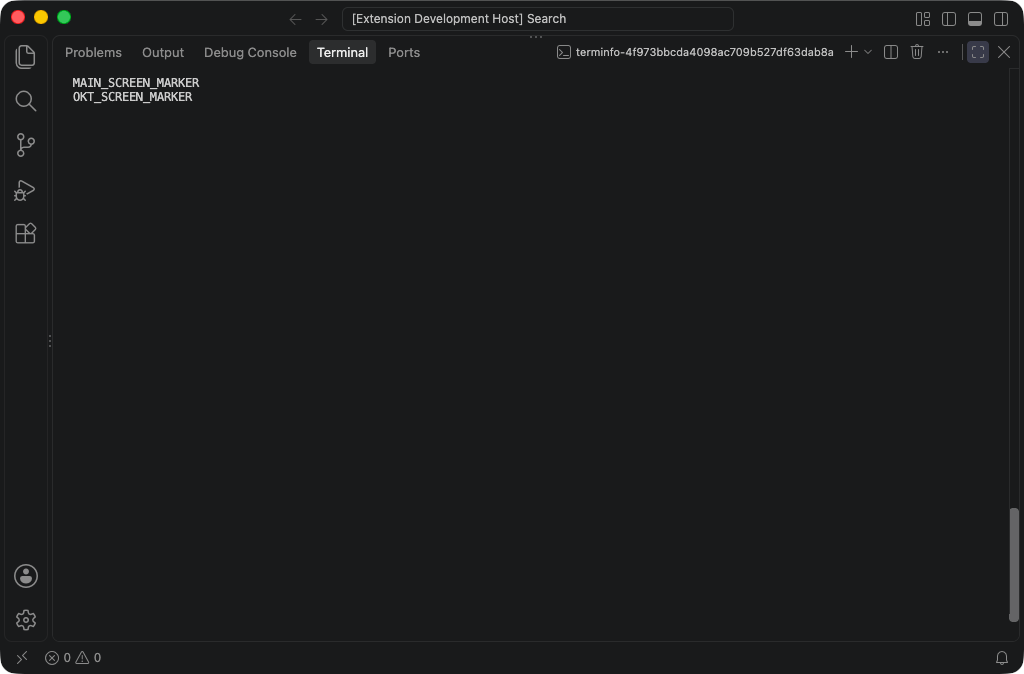 [Extension Development Host] Search
Problems Output Debug Console Terminal Ports
terminfo-4f973bbcda4098ac709b527df63dab8a
MAIN_SCREEN_MARKER
OKT_SCREEN_MARKER
0 0